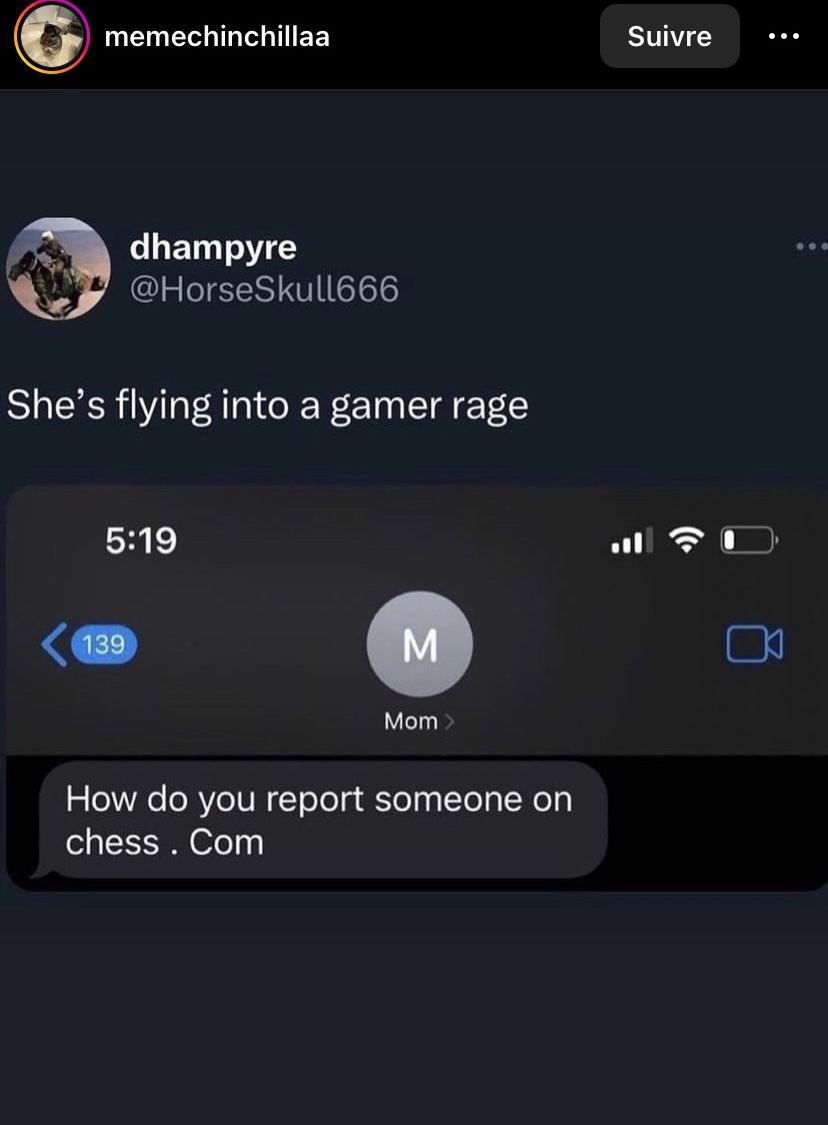 memechinchillaa
Suivre
dhampyre
@HorseSkull666
She’s flying into a gamer rage
5:19
139
M
Mom
How do you report someone on
chess . Com